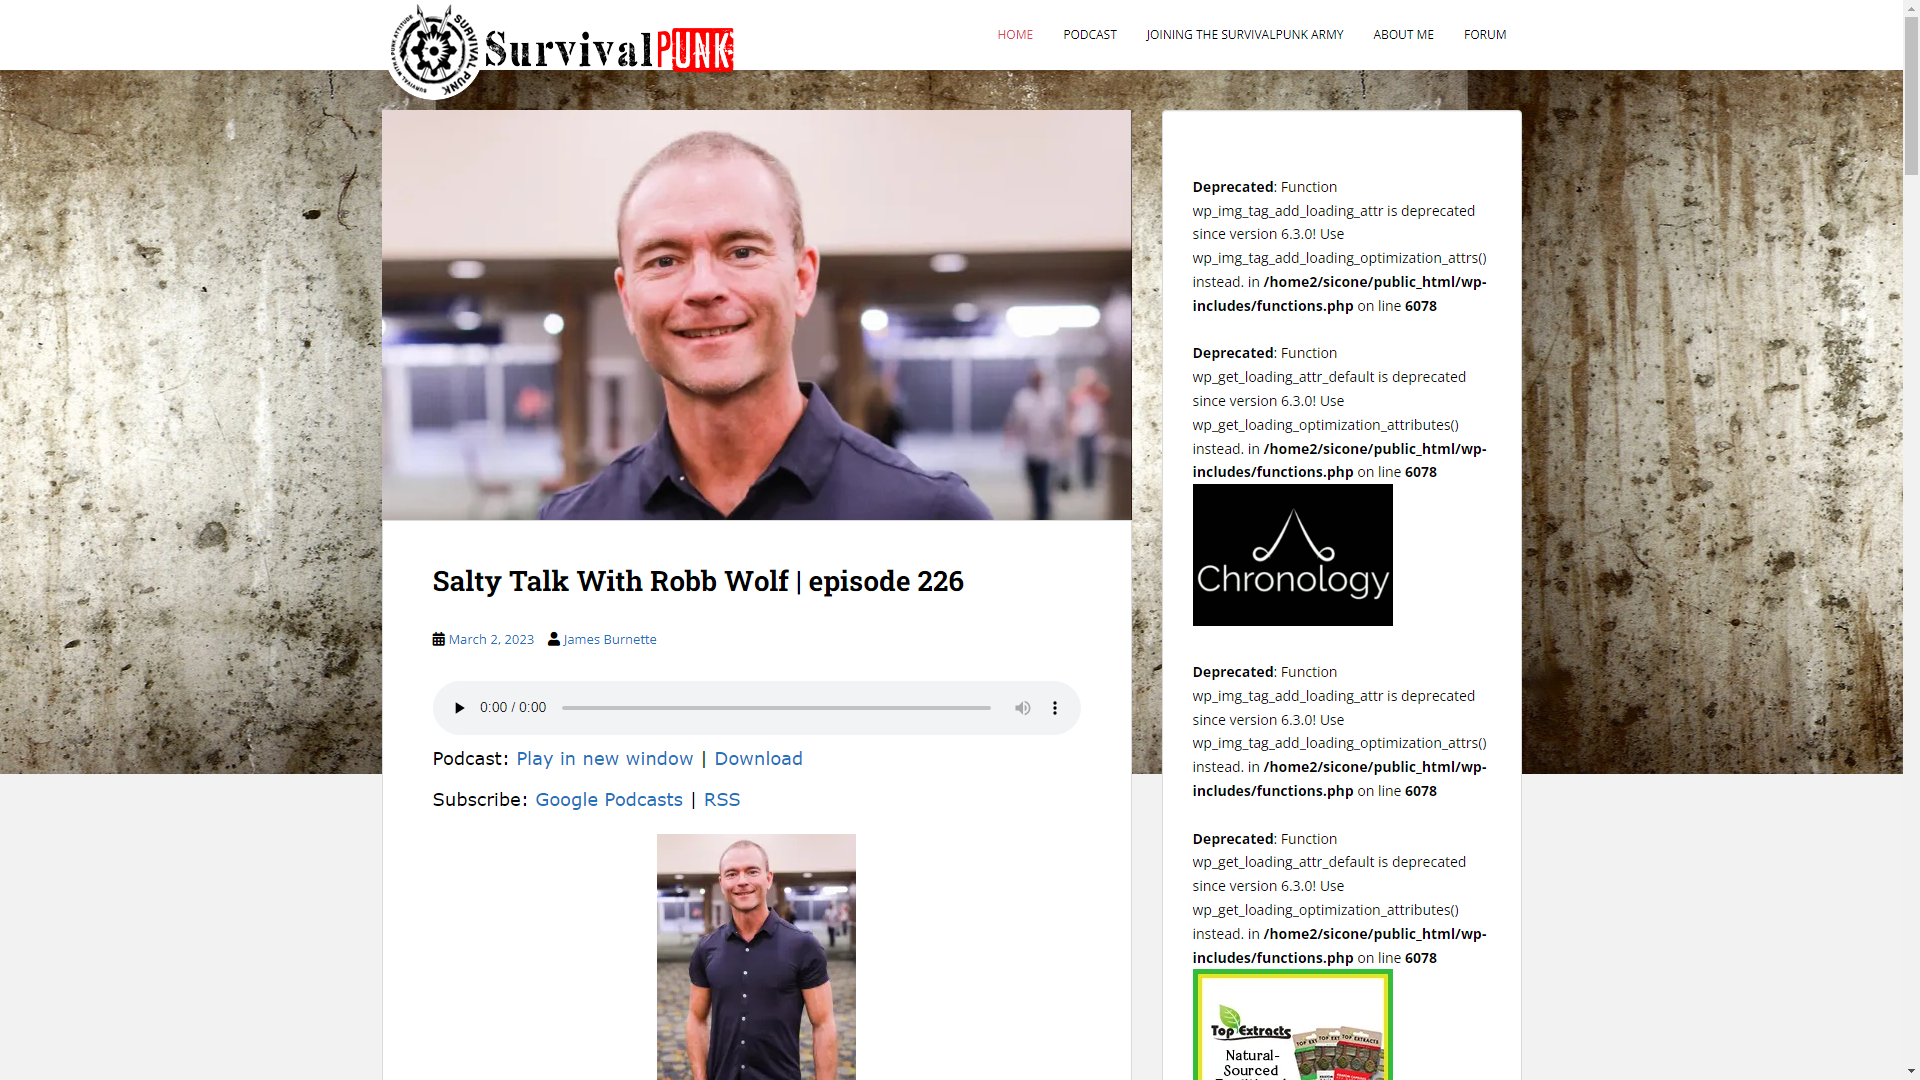 SURVIVAL PUNK
SURVIVAL WITH A PUNK ATTITUDE
SurvivalPUNK
HOME
PODCAST
JOINING THE SURVIVALPUNK ARMY
ABOUT ME
FORUM
Salty Talk With Robb Wolf | episode 226
March 2, 2023 James Burnette
0:00 / 0:00
Podcast: Play in new window | Download
Subscribe: Google Podcasts | RSS
Deprecated: Function
wp_img_tag_add_loading_attr is deprecated
since version 6.3.0! Use
wp_img_tag_add_loading_optimization_attrs()
instead. in /home2/sicone/public_html/wp-
includes/functions.php on line 6078
Deprecated: Function
wp_get_loading_attr_default is deprecated
since version 6.3.0! Use
wp_get_loading_optimization_attributes()
instead. in /home2/sicone/public_html/wp-
includes/functions.php on line 6078
Chronology
Deprecated: Function
wp_img_tag_add_loading_attr is deprecated
since version 6.3.0! Use
wp_img_tag_add_loading_optimization_attrs()
instead. in /home2/sicone/public_html/wp-
includes/functions.php on line 6078
Deprecated: Function
wp_get_loading_attr_default is deprecated
since version 6.3.0! Use
wp_get_loading_optimization_attributes()
instead. in /home2/sicone/public_html/wp-
includes/functions.php on line 6078
Top Extracts
Natural-
Sourced